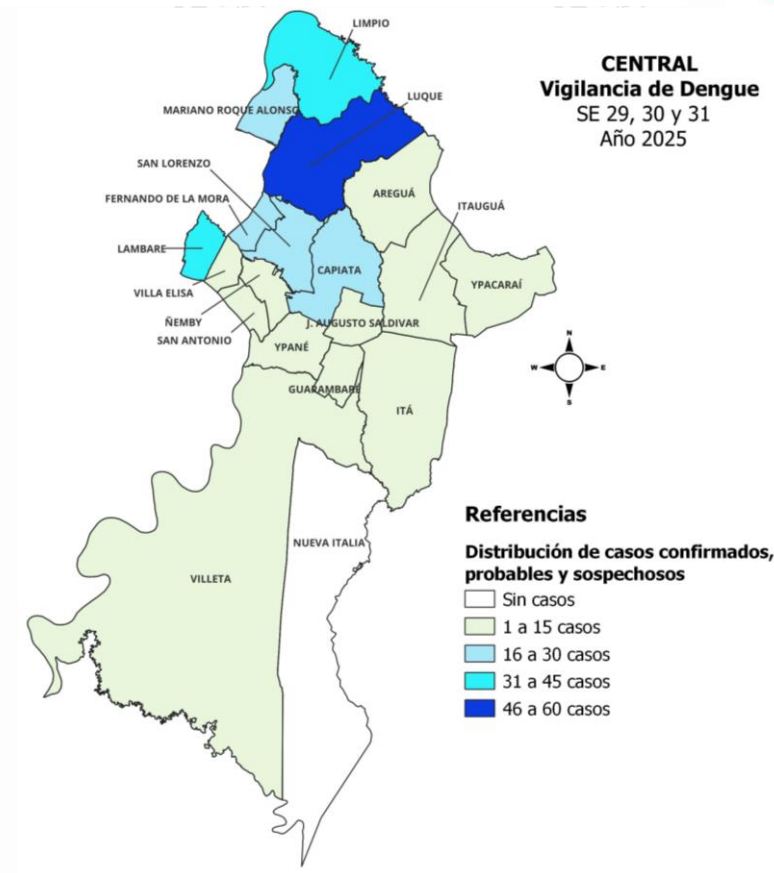 LIMPIO
CENTRAL
Vigilancia de Dengue
SE 29, 30 y 31
Año 2025
LUQUE
MARIANO ROQUE ALONSO
SAN LORENZO
FERNANDO DE LA MORA
AREGUÁ
ITAUGUÁ
LAMBARE
CAPIATA
YPACARAÍ
VILLA ELISA
ÑEMBY
J. AUGUSTO SALDIVAR
SAN ANTONIO
YPANÉ
N
W
E
S
GUARAMBARÉ
ITÁ
NUEVA ITALIA
VILLETA
Referencias
Distribución de casos confirmados,
probables y sospechosos
Sin casos
1 a 15 casos
16 a 30 casos
31 a 45 casos
46 a 60 casos